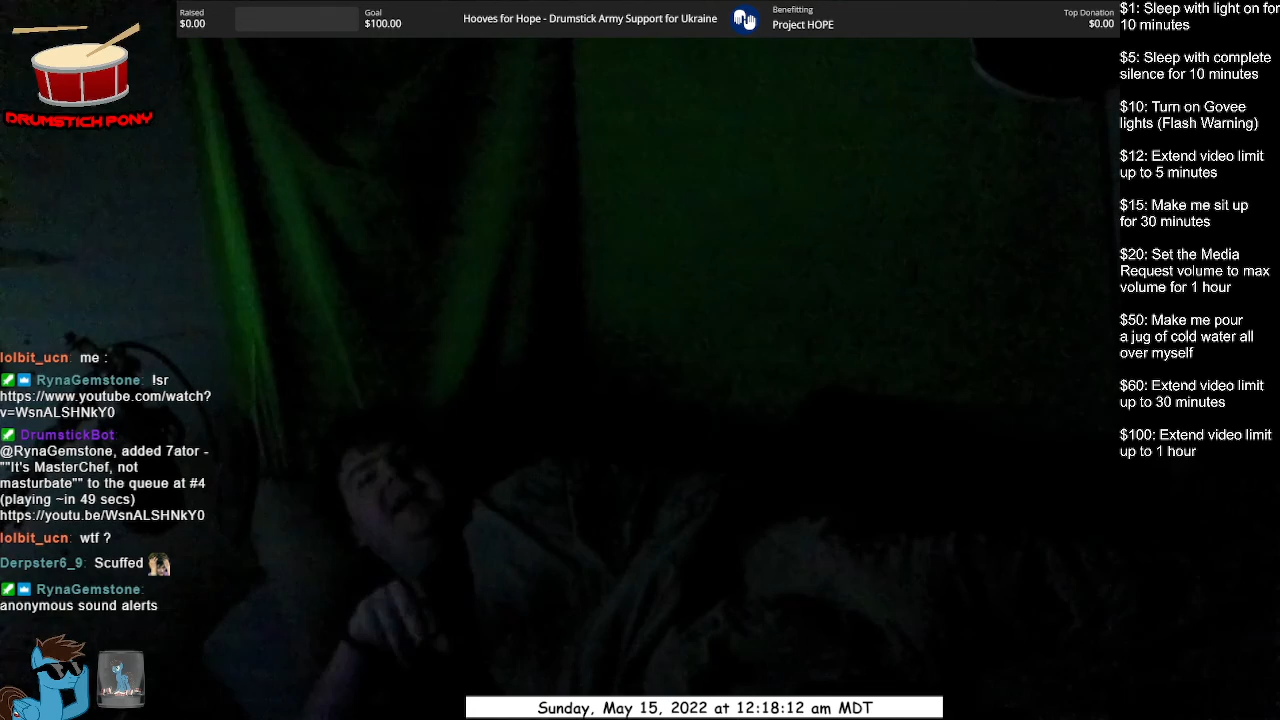 Raised
$0.00
Goal
$100.00
Hooves for Hope - Drumstick Army Support for Ukraine
Benefitting
Project HOPE
Top Donation
$0.00
DRUMSTICK PONY
$1: Sleep with light on for
10 minutes
$5: Sleep with complete
silence for 10 minutes
$10: Turn on Govee
lights (Flash Warning)
$12: Extend video limit
up to 5 minutes
$15: Make me sit up
for 30 minutes
$20: Set the Media
Request volume to max
volume for 1 hour
$50: Make me pour
a jug of cold water all
over myself
$60: Extend video limit
up to 30 minutes
$100: Extend video limit
up to 1 hour
lolbit_ucn: me :
RynaGemstone: !sr
https://www.youtube.com/watch?
v=WsnALSHNkY0
DrumstickBot:
@RynaGemstone, added 7ator -
""It's MasterChef, not
masturbate"" to the queue at #4
(playing ~in 49 secs)
https://youtu.be/WsnALSHNkY0
lolbit_ucn: wtf ?
Derpster6_9: Scuffed
RynaGemstone:
anonymous sound alerts
Sunday, May 15, 2022 at 12:18:12 am MDT